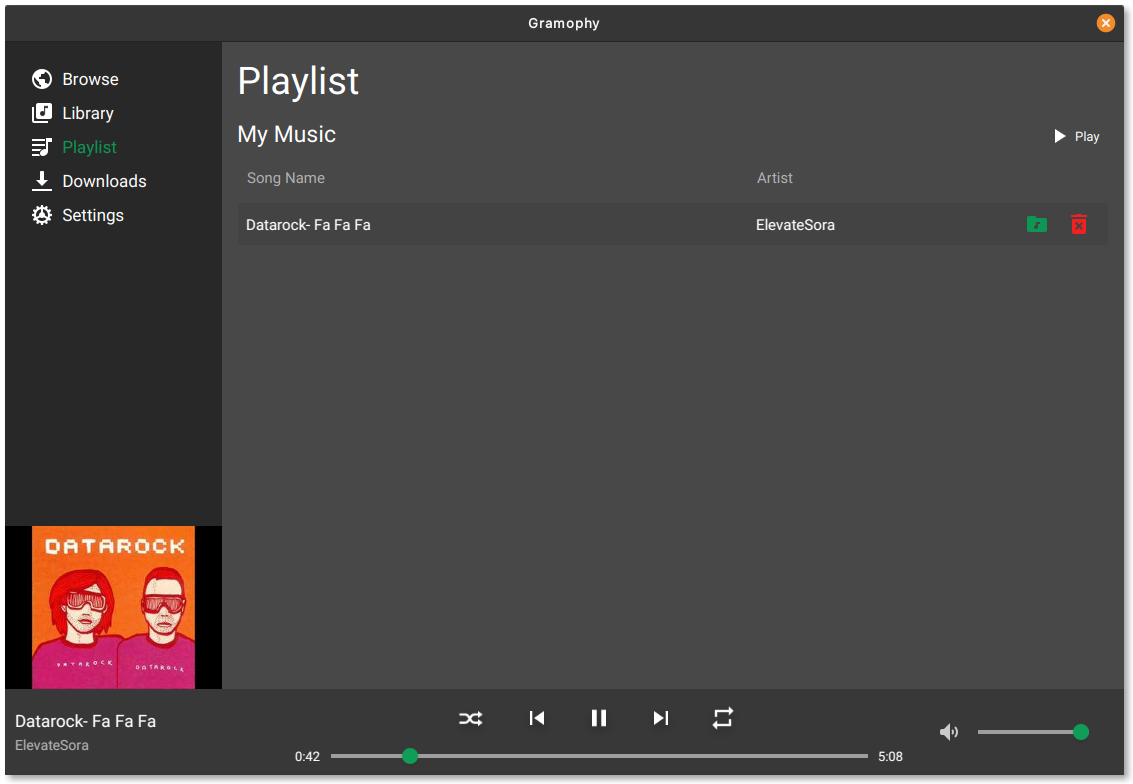 Gramophy
Browse
Library
Playlist
Downloads
Settings
Playlist
My Music
Play
Song Name Artist
Datarock- Fa Fa Fa ElevateSora
DATAROCK
DATAROCK DATAROCK
Datarock- Fa Fa Fa
ElevateSora
0:42 5:08